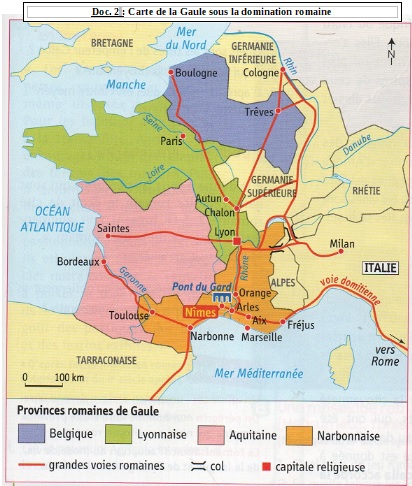 Doc. 2 : Carte de la Gaule sous la domination romaine
BRETAGNE
Mer
du Nord
GERMANIE
INFÉRIEURE
Cologne
Rhin
N
Manche
Boulogne
Trèves
Seine
Paris
Danube
Loire
GERMANIE
SUPÉRIEURE
RHÉTIE
Autun
Chalon
OCÉAN
ATLANTIQUE
Saintes
Lyon
Milan
Bordeaux
Rhône
ITALIE
Garonne
Pont du Gard
Orange
ALPES
voie domitienne
Toulouse
Nîmes
Arles
Aix
Fréjus
Narbonne
Marseille
vers
Rome
TARRACONAISE
Mer Méditerranée
0 100 km
Provinces romaines de Gaule
Belgique
Lyonnaise
Aquitaine
Narbonnaise
grandes voies romaines
col
capitale religieuse